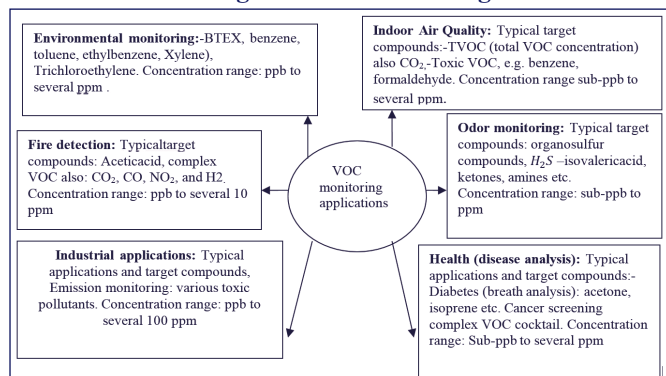 Environmental monitoring:-BTEX, benzene,
toluene, ethylbenzene, Xylene),
Trichloroethylene. Concentration range: ppb to
several ppm .
Indoor Air Quality: Typical target
compounds:-TVOC (total VOC concentration)
also CO₂,-Toxic VOC, e.g. benzene,
formaldehyde. Concentration range sub-ppb to
several ppm.
Fire detection: Typicaltarget
compounds: Aceticacid, complex
VOC also: CO₂, CO, NO₂, and H2.
Concentration range: ppb to several 10
ppm
VOC
monitoring
applications
Odor monitoring: Typical target
compounds: organosulfur
compounds, H₂S –isovalericacid,
ketones, amines etc.
Concentration range: sub-ppb to
ppm
Industrial applications: Typical
applications and target compounds,
Emission monitoring: various toxic
pollutants. Concentration range: ppb to
several 100 ppm
Health (disease analysis): Typical
applications and target compounds:-
Diabetes (breath analysis): acetone,
isoprene etc. Cancer screening
complex VOC cocktail. Concentration
range: Sub-ppb to several ppm